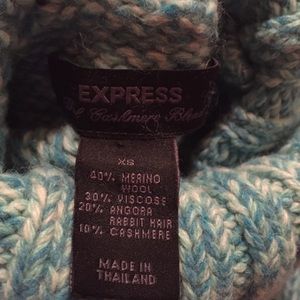 EXPRESS
Cashmere Blend
XS
40% MERINO
WOOL
30% VISCOSE
20% ANGORA
RABBIT HAIR
10% CASHMERE
MADE IN
THAILAND